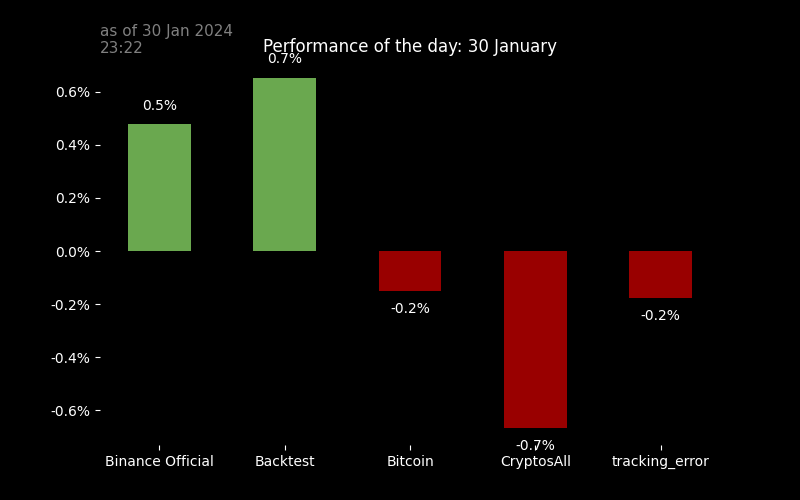 as of 30 Jan 2024
23:22
Performance of the day: 30 January
0.7%
0.6%
0.5%
0.4%
0.2%
0.0%
-0.2%
-0.2%
-0.2%
-0.4%
-0.6%
-0.7%
Binance Official
Backtest
Bitcoin
CryptosAll
tracking_error